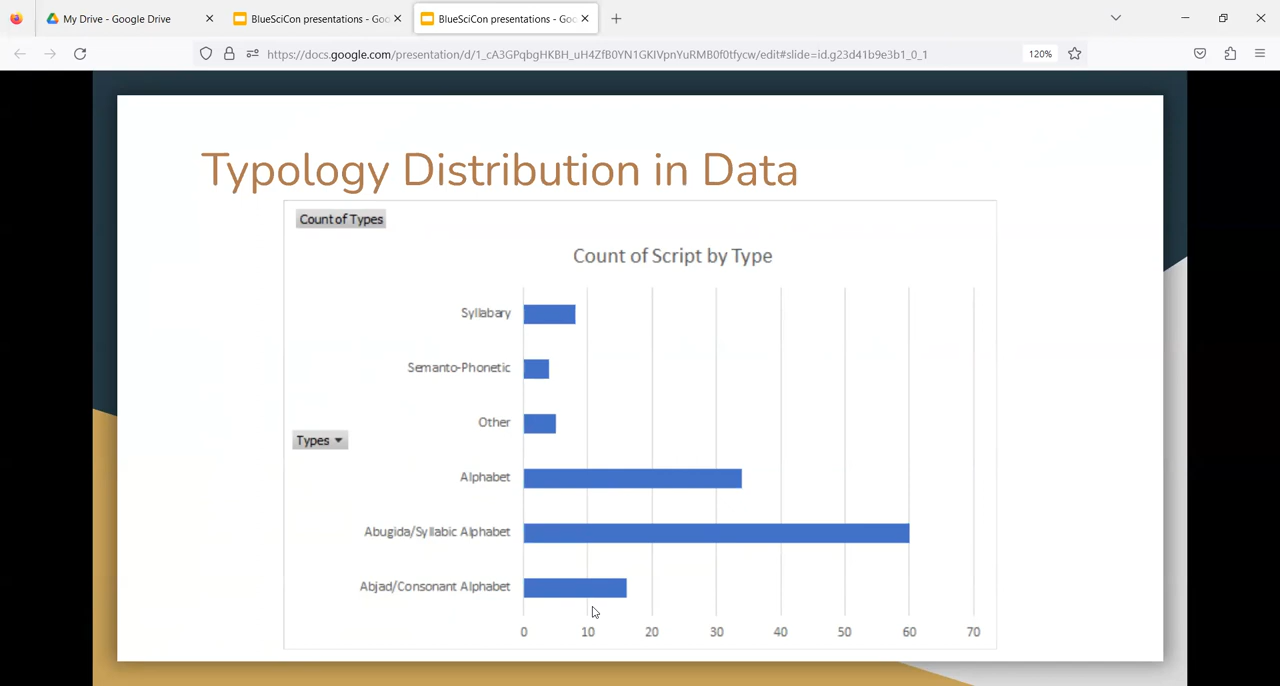 My Drive - Google Drive
BlueSciCon presentations - Goo
BlueSciCon presentations - Goo
https://docs.google.com/presentation/d/1_cA3GPqbgHKBH_uH4ZfB0YN1GKIVpnYuRMB0f0tfycw/edit#slide=id.g23d41b9e3b1_0_1
120%
Typology Distribution in Data
Count of Types
Count of Script by Type
Syllabary
Semanto-Phonetic
Other
Types
Alphabet
Abugida/Syllabic Alphabet
Abjad/Consonant Alphabet
0 10 20 30 40 50 60 70